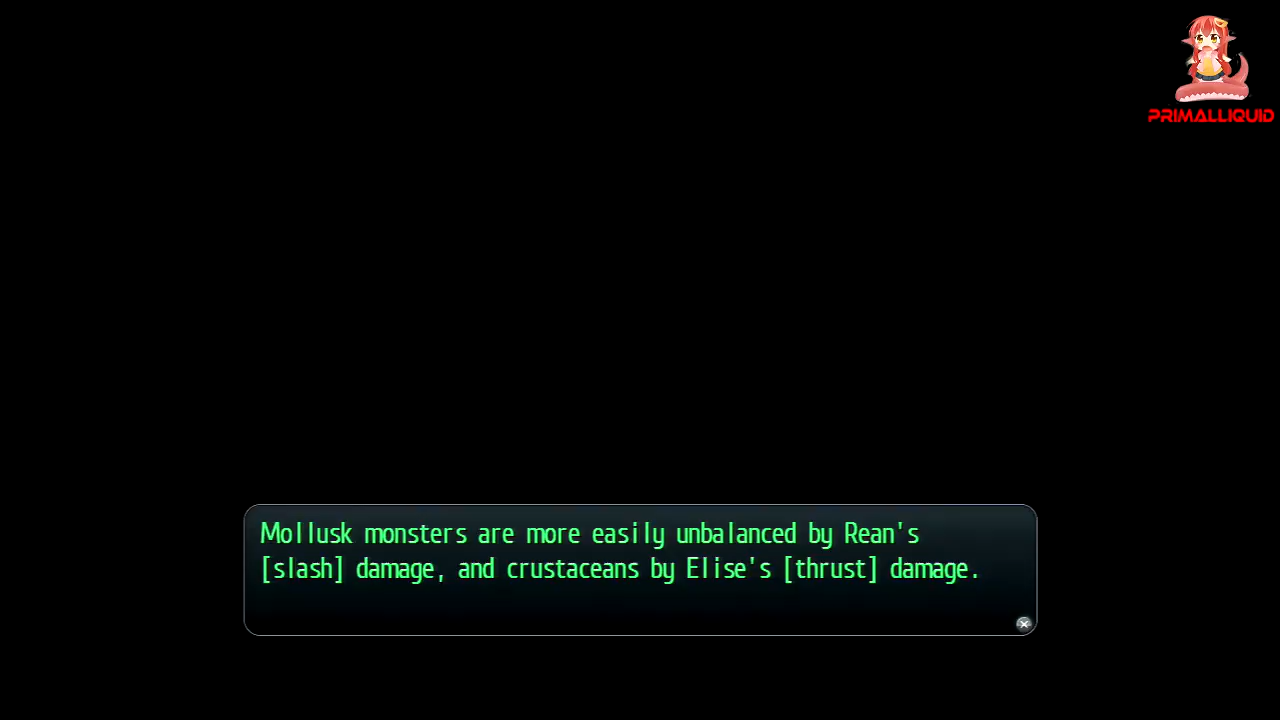 PRIMALLIQUID
Mollusk monsters are more easily unbalanced by Rean's
[slash] damage, and crustaceans by Elise's [thrust] damage.